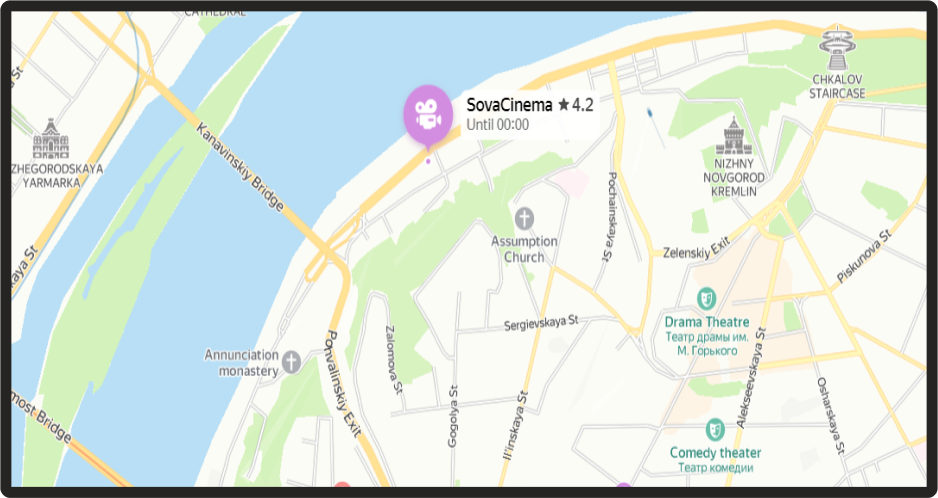 CATHEDRAL
St
CHKALOV
STAIRCASE
SovaCinema ★4.2
Until 00:00
Kanavinskiy Bridge
ZHEGORODSKAYA
YARMARKA
NIZHNY
NOVGOROD
KREMLIN
Pochainskaya St
Assumption
Church
Zelenskiy Exit
Piskunova St
kaya St
Drama Theatre
Театр драмы им.
М. Горького
Sergievskaya St
Annunciation
monastery
Pohvalinskiy Exit
Zalomova St
Gogolya St
Il'inskaya St
Alekseevskaya St
Osharskaya St
most Bridge
Comedy theater
Театр комедии